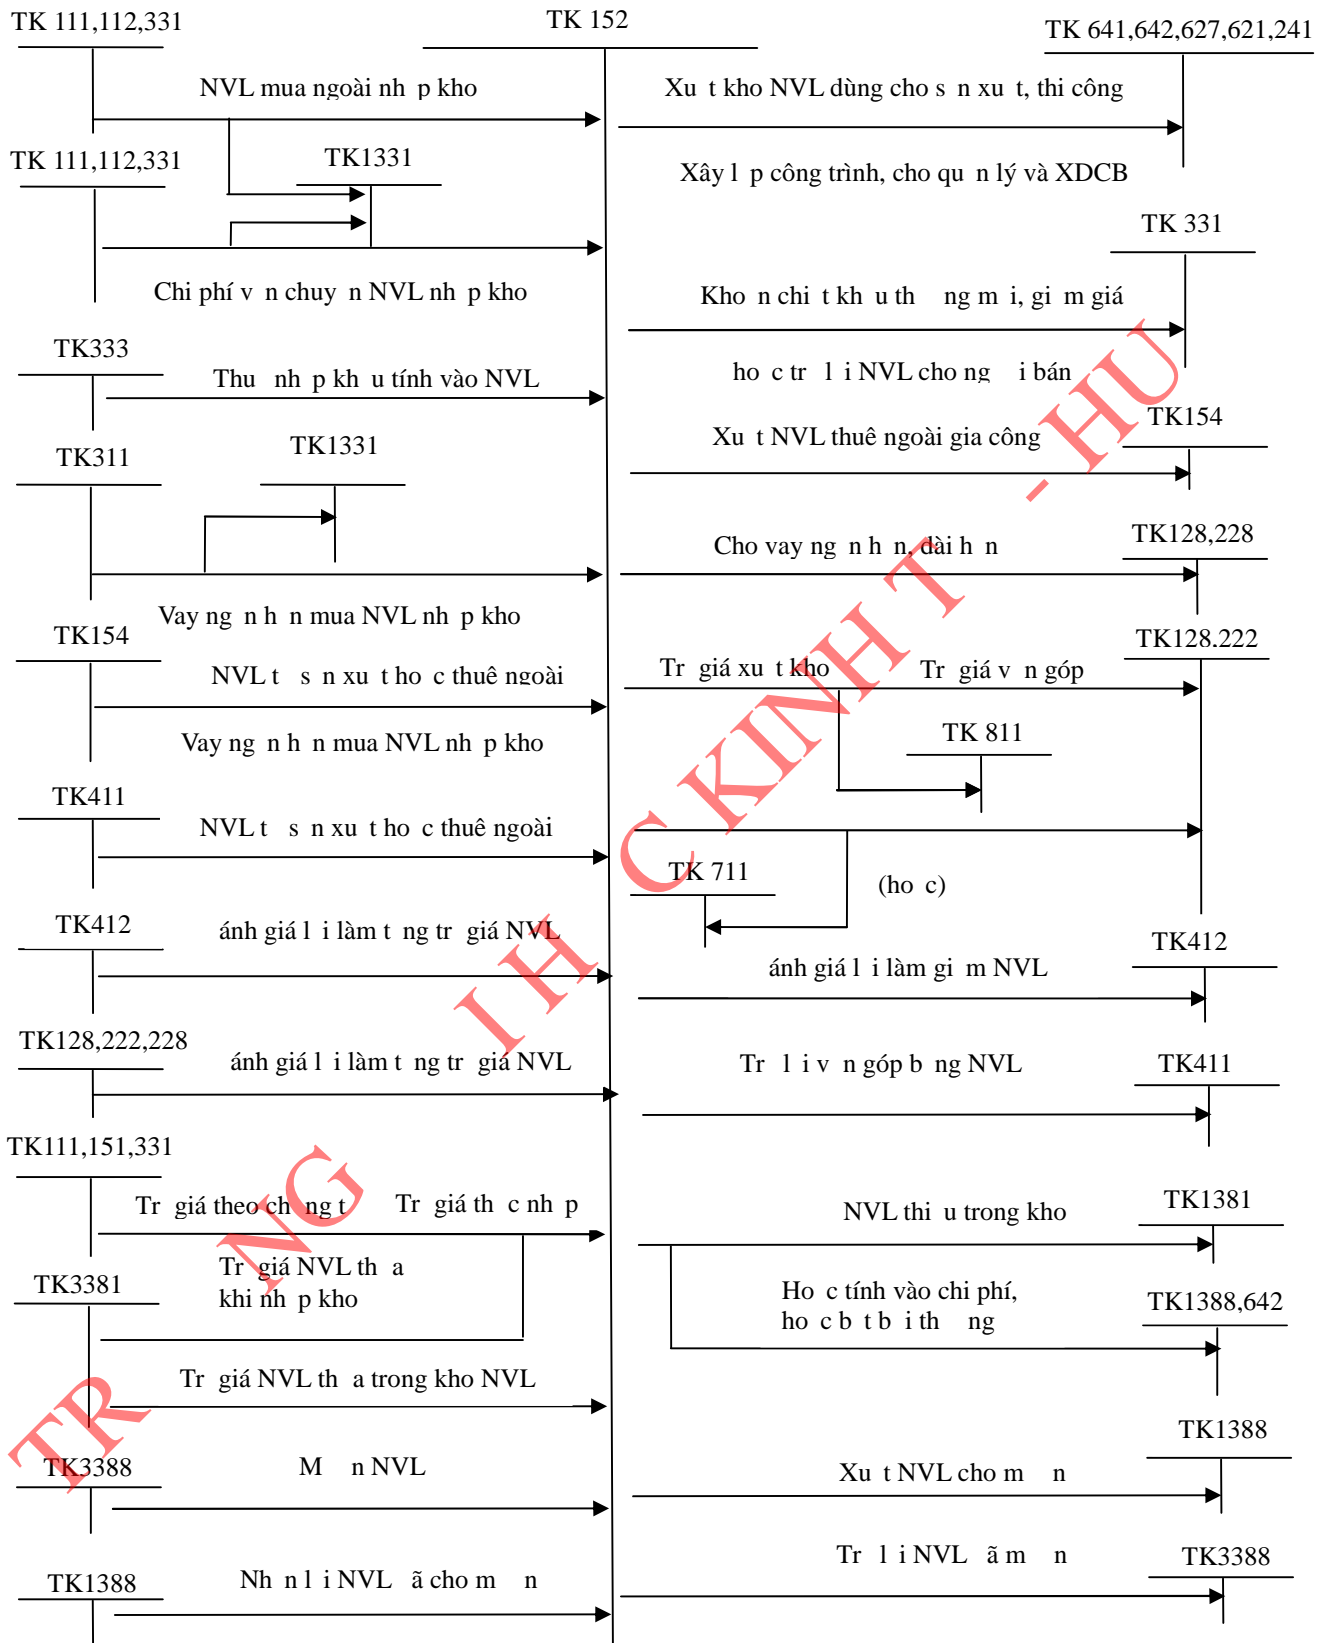 TK 111,112,331
TK 152
TK 641,642,627,621,241
NVL mua ngoài nh p kho
Xu t kho NVL dùng cho s n xu t, thi công
TK 111,112,331
TK1331
Xây l p công trình, cho qu n lý và XDCB
TK 331
Chi phí v n chuy n NVL nh p kho
Kho n chi t kh u th ng m i, gi m giá
TK333
Thu nh p kh u tính vào NVL
ho c tr l i NVL cho ng i bán
TK154
TK311
TK1331
Xu t NVL thuê ngoài gia công
Cho vay ng n h n, dài h n
TK128,228
Vay ng n h n mua NVL nh p kho
TK154
TK128,222
NVL t s n xu t ho c thuê ngoài
Tr giá xu t kho
Tr giá v n góp
Vay ng n h n mua NVL nh p kho
TK 811
TK411
NVL t s n xu t ho c thuê ngoài
TK 711
(ho c)
TK412
ánh giá l i làm t ng tr giá NVL
TK412
ánh giá l i làm gi m NVL
TK128,222,228
ánh giá l i làm t ng tr giá NVL
Tr l i v n góp b ng NVL
TK411
TK111,151,331
Tr giá theo ch ng t
Tr giá th c nh p
NVL thi u trong kho
TK1381
TK3381
Tr giá NVL th a
khi nh p kho
Ho c tính vào chi phí,
ho c b t b i th ng
TK1388,642
Tr giá NVL th a trong kho NVL
TK1388
TK3388
M n NVL
Xu t NVL cho m n
Tr l i NVL ã m n
TK3388
TK1388
Nh n l i NVL ã cho m n
TR NG I H C KINH T - HU